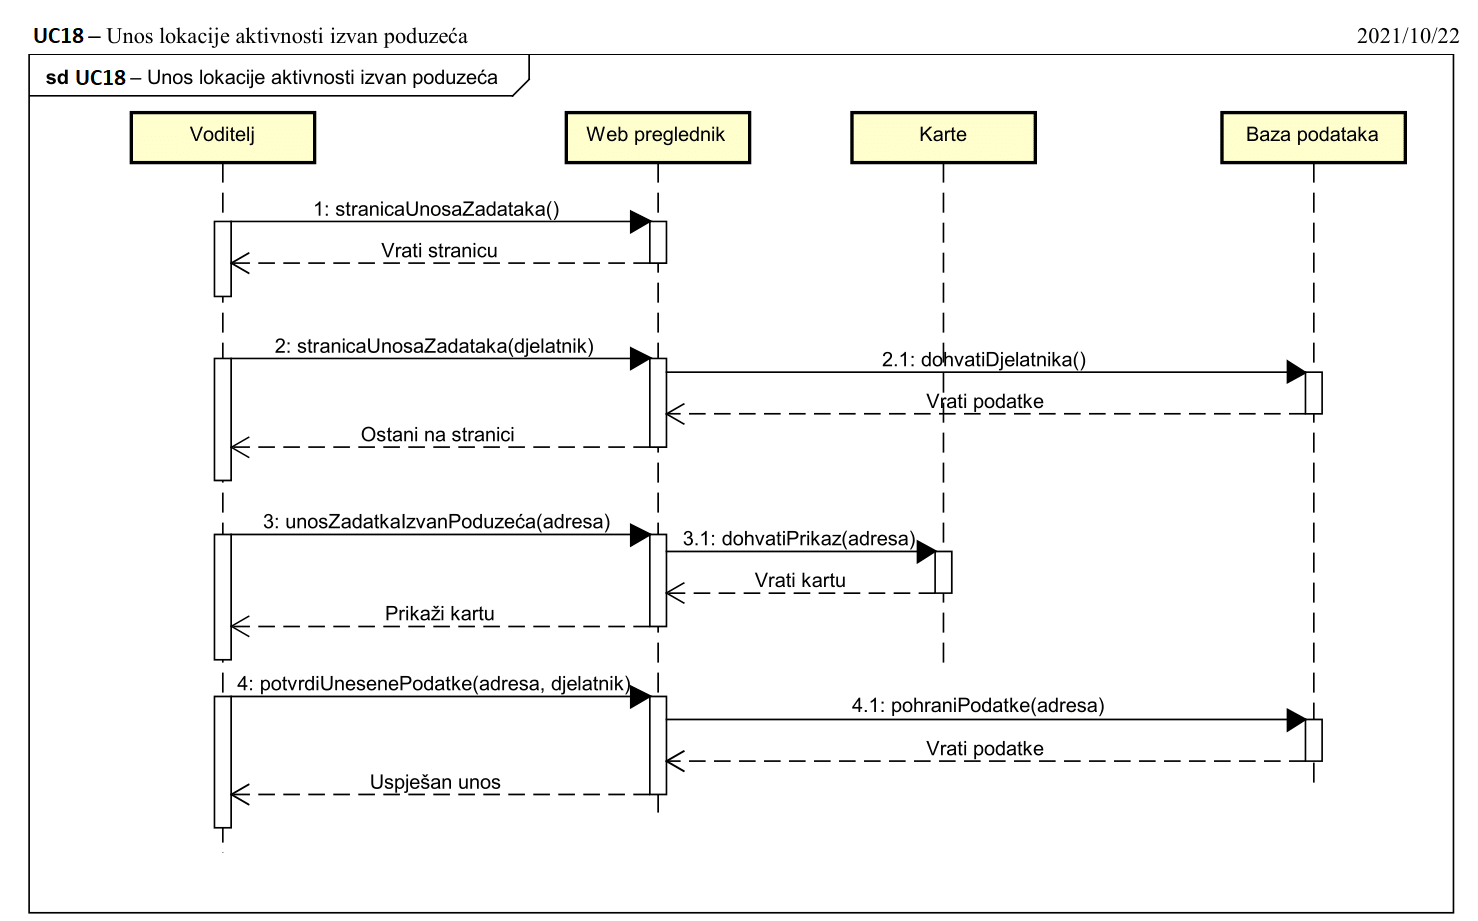 UC18 – Unos lokacije aktivnosti izvan poduzeća 2021/10/22
sd UC18 – Unos lokacije aktivnosti izvan poduzeća
Voditelj Web preglednik Karte Baza podataka
1: stranicaUnosaZadataka()
Vrati stranicu
2: stranicaUnosaZadataka(djelatnik)
2.1: dohvatiDjelatnika()
Vrati podatke
Ostani na stranici
3: unosZadatkaIzvanPoduzeća(adresa)
3.1: dohvatiPrikaz(adresa)
Vrati kartu
Prikaži kartu
4: potvrdiUnesenePodatke(adresa, djelatnik)
4.1: pohraniPodatke(adresa)
Vrati podatke
Uspješan unos